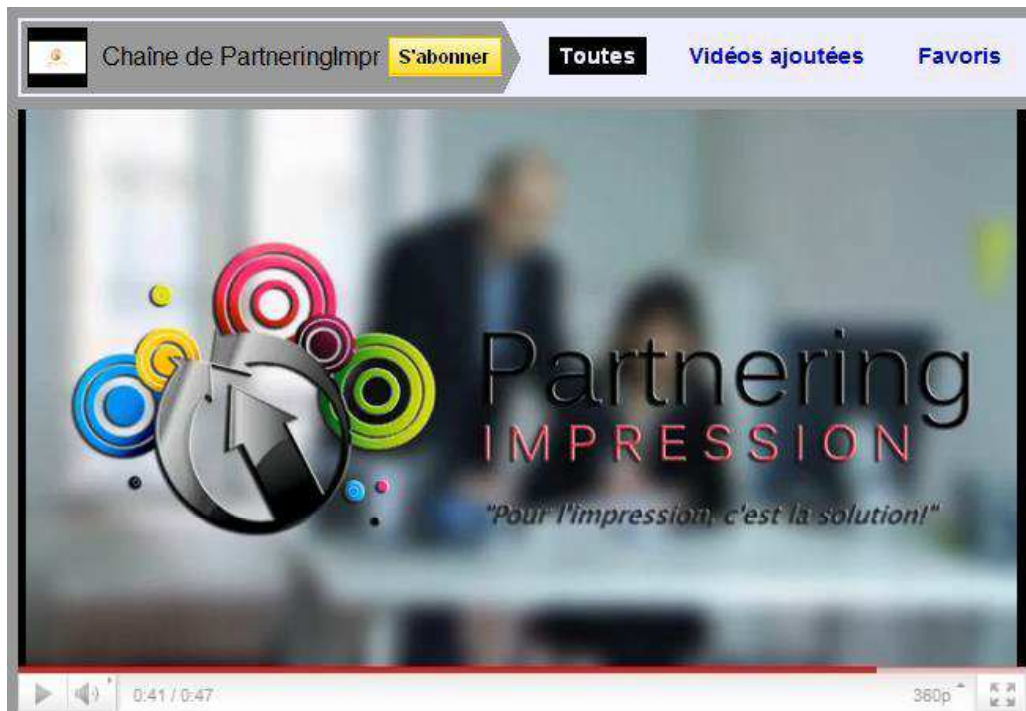 Chaîne de PartneringImpr S'abonner Toutes Vidéos ajoutées Favoris
Partnering
IMPRESSION
"Pour l'impression, c'est la solution!"
0:41 / 0:47 360p